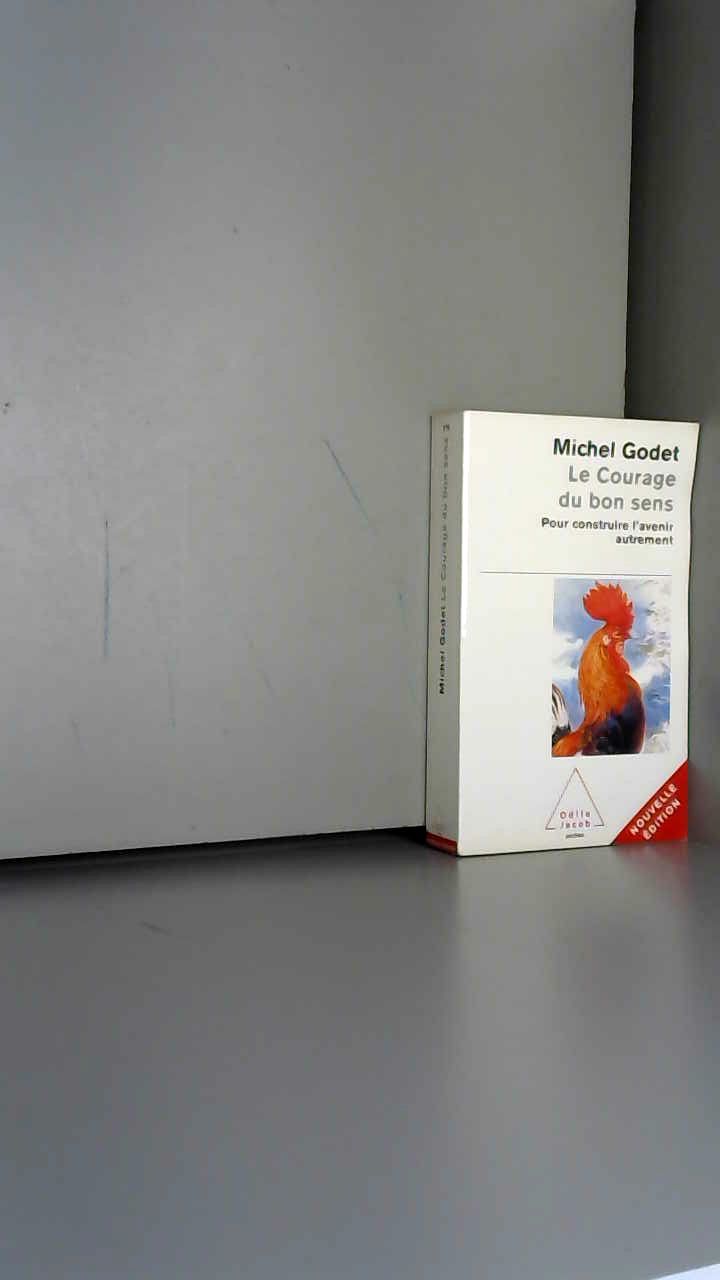 Michel Godet Le Courage du bon sens
Michel Godet
Le Courage
du bon sens
Pour construire l'avenir
autrement
Odile
Jacob
NOUVELLE
ÉDITION